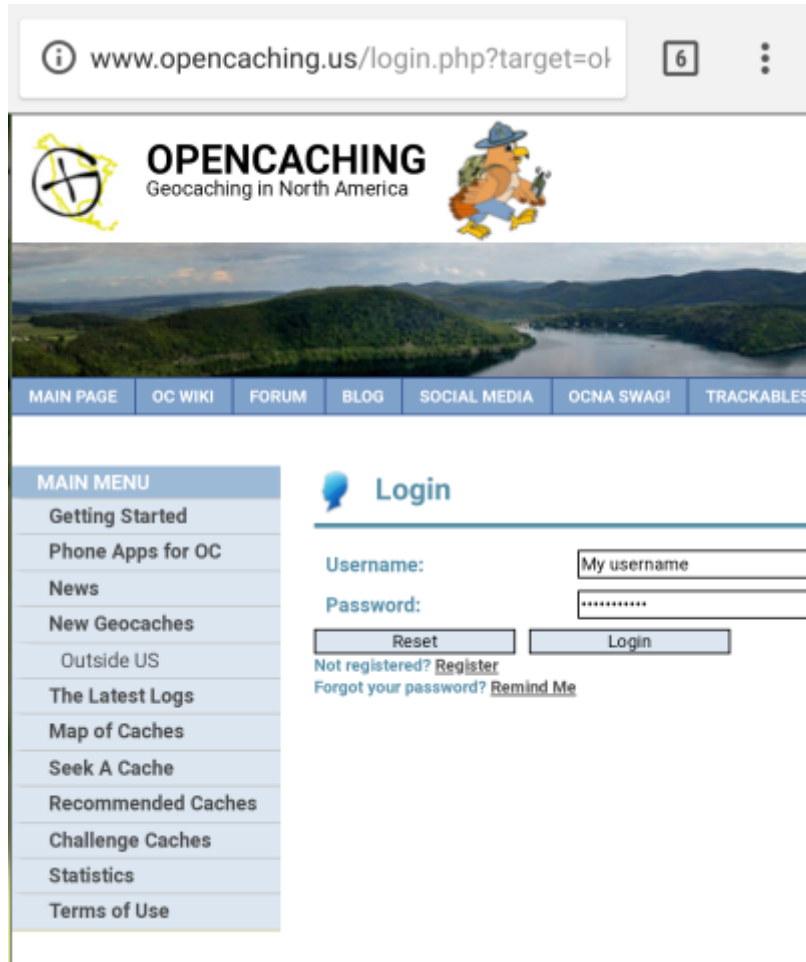 www.opencaching.us/login.php?target=ok
6
OPENCACHING
Geocaching in North America
MAIN PAGE OC WIKI FORUM BLOG SOCIAL MEDIA OCNA SWAG! TRACKABLES
MAIN MENU
Getting Started
Phone Apps for OC
News
New Geocaches
Outside US
The Latest Logs
Map of Caches
Seek A Cache
Recommended Caches
Challenge Caches
Statistics
Terms of Use
Login
Username: My username
Password: ···········
Reset Login
Not registered? Register
Forgot your password? Remind Me